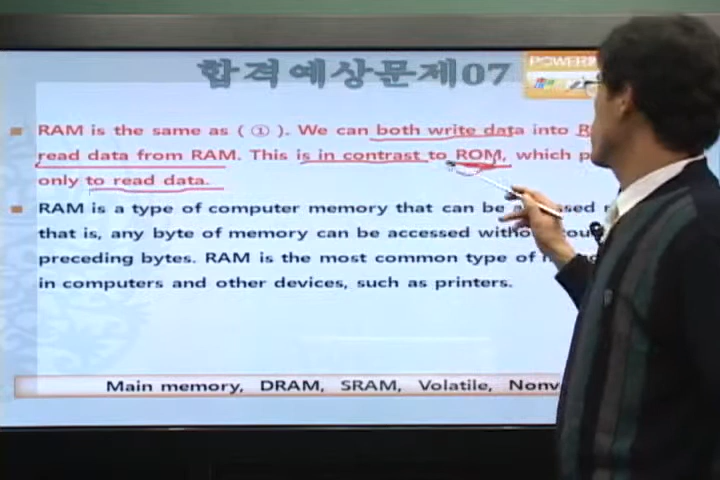 합격예상문제07
RAM is the same as ( ① ). We can both write data into
read data from RAM. This is in contrast to ROM, which
only to read data.
RAM is a type of computer memory that can be
that is, any byte of memory can be accessed
preceding bytes. RAM is the most common type of
in computers and other devices, such as printers.
Main memory, DRAM, SRAM, Volatile,